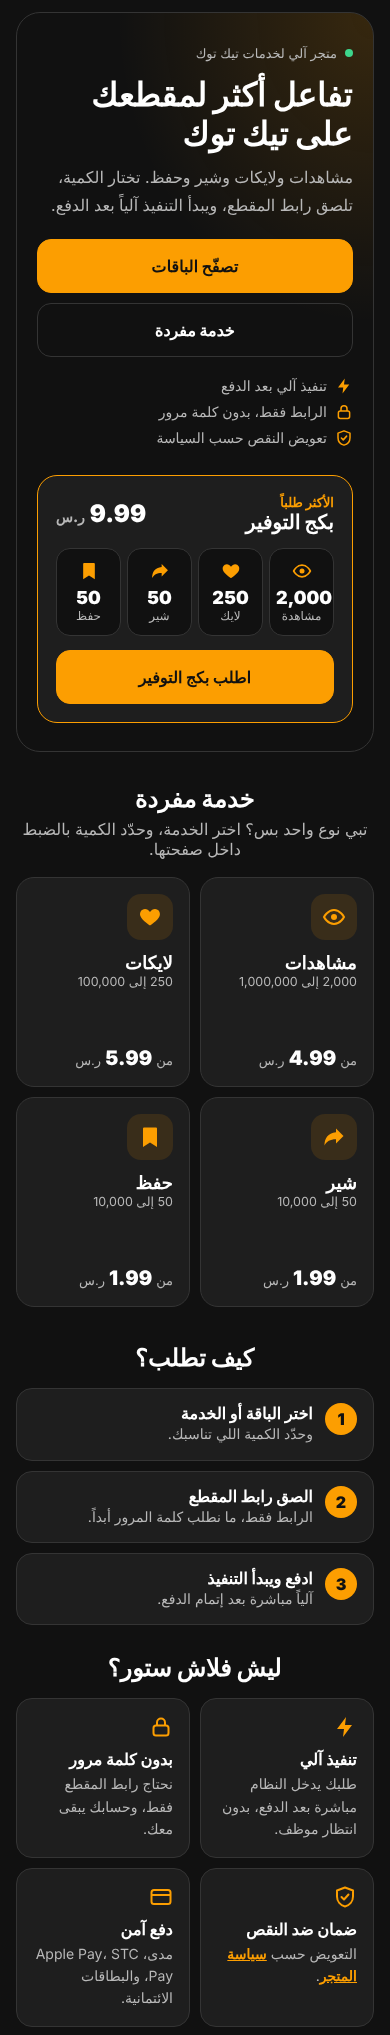 متجر آلي لخدمات تيك توك
تفاعل أكثر لمقطعك
على تيك توك
مشاهدات ولايكات وشير وحفظ. تختار الكمية،
تلصق رابط المقطع، ويبدأ التنفيذ آلياً بعد الدفع.
تصفّح الباقات
خدمة مفردة
تنفيذ آلي بعد الدفع
الرابط فقط، بدون كلمة مرور
تعويض النقص حسب السياسة
الأكثر طلباً
بكج التوفير
9.99 ر.س
2,000
مشاهدة
250
لايك
50
شير
50
حفظ
اطلب بكج التوفير
خدمة مفردة
تبي نوع واحد بس؟ اختر الخدمة، وحدّد الكمية بالضبط
داخل صفحتها.
مشاهدات
2,000 إلى 1,000,000
من 4.99 ر.س
لايكات
250 إلى 100,000
من 5.99 ر.س
شير
50 إلى 10,000
من 1.99 ر.س
حفظ
50 إلى 10,000
من 1.99 ر.س
كيف تطلب؟
1
اختر الباقة أو الخدمة
وحدّد الكمية اللي تناسبك.
2
الصق رابط المقطع
الرابط فقط، ما نطلب كلمة المرور أبداً.
3
ادفع ويبدأ التنفيذ
آلياً مباشرة بعد إتمام الدفع.
ليش فلاش ستور؟
تنفيذ آلي
طلبك يدخل النظام
مباشرة بعد الدفع، بدون
انتظار موظف.
بدون كلمة مرور
نحتاج رابط المقطع
فقط، وحسابك يبقى
معك.
ضمان ضد النقص
التعويض حسب سياسة
المتجر.
دفع آمن
مدى، Apple Pay، STC
Pay، والبطاقات
الائتمانية.